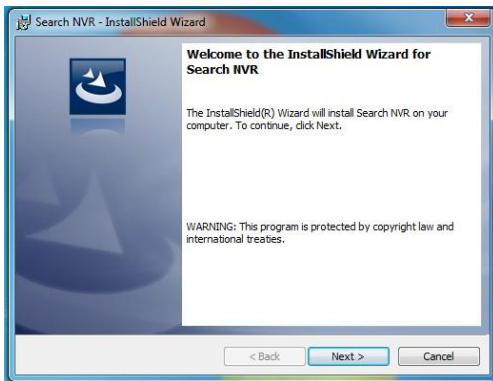 Search NVR - InstallShield Wizard
Welcome to the InstallShield Wizard for
Search NVR
The InstallShield(R) Wizard will install Search NVR on your
computer. To continue, click Next.
WARNING: This program is protected by copyright law and
international treaties.
< Back
Next >
Cancel